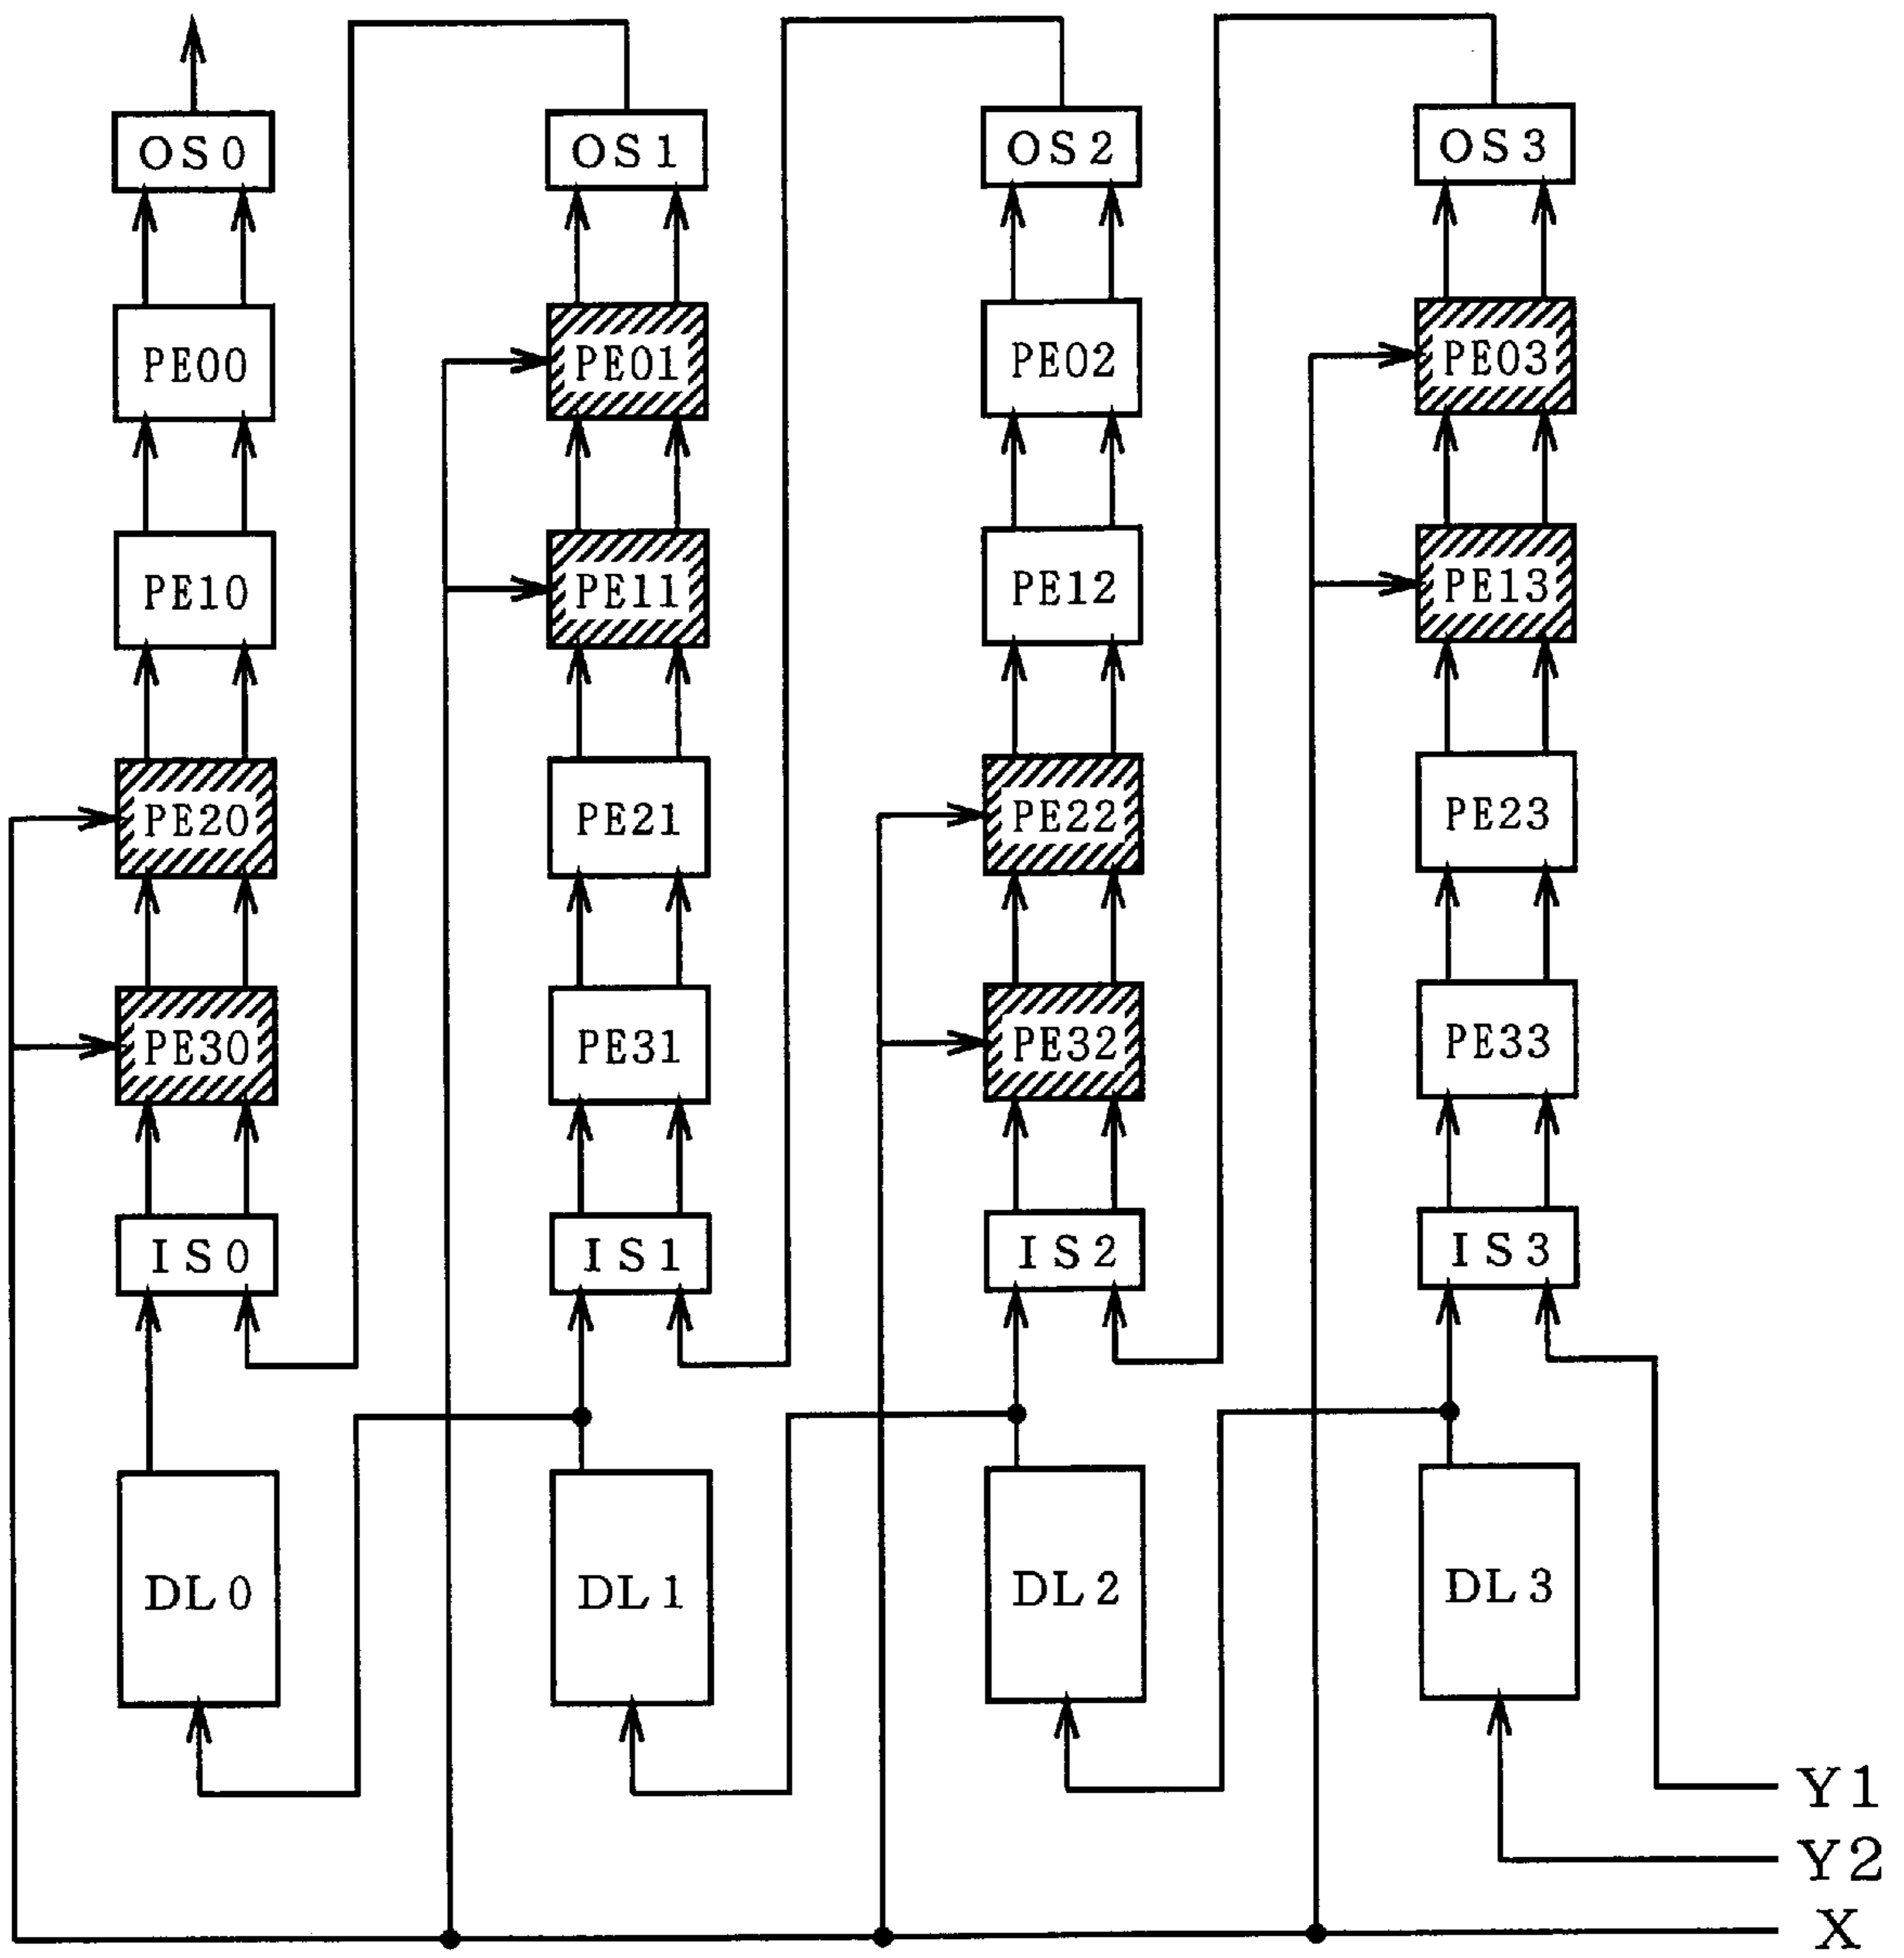 OS0 OS1 OS2 OS3
PE00 PE01 PE02 PE03
PE10 PE11 PE12 PE13
PE20 PE21 PE22 PE23
PE30 PE31 PE32 PE33
IS0 IS1 IS2 IS3
DL0 DL1 DL2 DL3
Y1
Y2
X